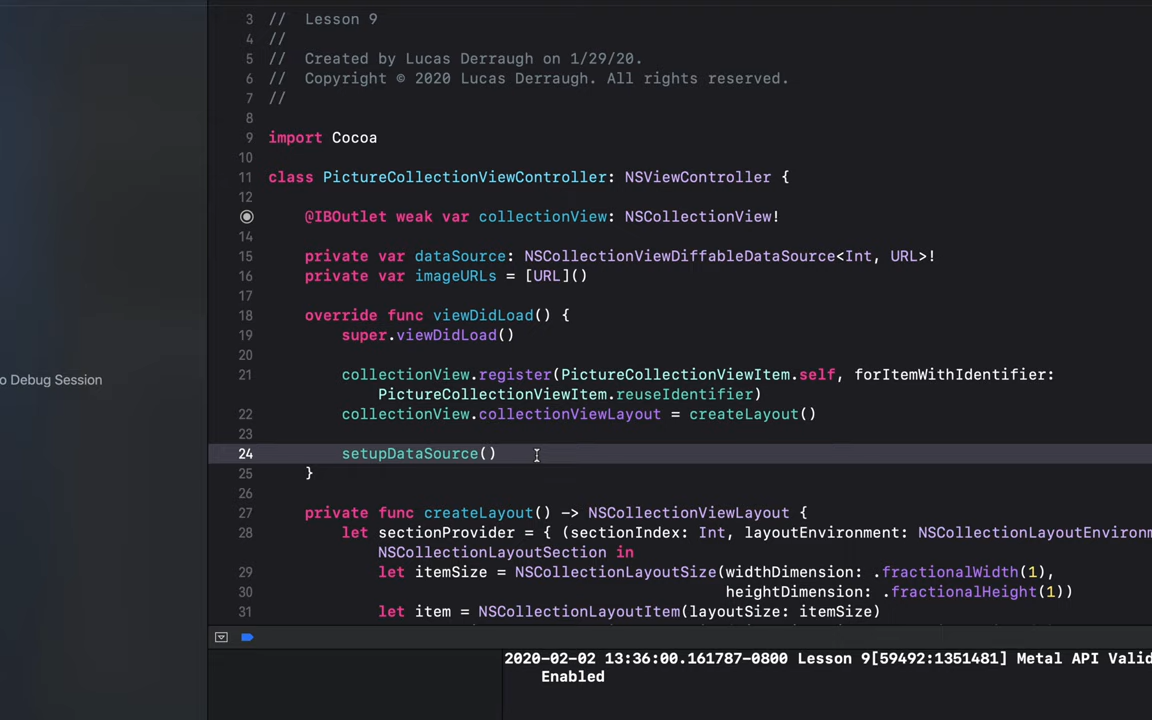 3 //  Lesson 9
4 //
5 //  Created by Lucas Derraugh on 1/29/20.
6 //  Copyright © 2020 Lucas Derraugh. All rights reserved.
7 //
8
9 import Cocoa
10
11 class PictureCollectionViewController: NSViewController {
12
13 @IBOutlet weak var collectionView: NSCollectionView!
14
15 private var dataSource: NSCollectionViewDiffableDataSource<Int, URL>!
16 private var imageURLs = [URL]()
17
18 override func viewDidLoad() {
19 super.viewDidLoad()
20
o Debug Session
21 collectionView.register(PictureCollectionViewItem.self, forItemWithIdentifier:
PictureCollectionViewItem.reuseIdentifier)
22 collectionView.collectionViewLayout = createLayout()
23
24 setupDataSource()
25 }
26
27 private func createLayout() -> NSCollectionViewLayout {
28 let sectionProvider = { (sectionIndex: Int, layoutEnvironment: NSCollectionLayoutEnvironm
NSCollectionLayoutSection in
29 let itemSize = NSCollectionLayoutSize(widthDimension: .fractionalWidth(1),
30 heightDimension: .fractionalHeight(1))
31 let item = NSCollectionLayoutItem(layoutSize: itemSize)
2020-02-02 13:36:00.161787-0800 Lesson 9[59492:1351481] Metal API Valid
Enabled